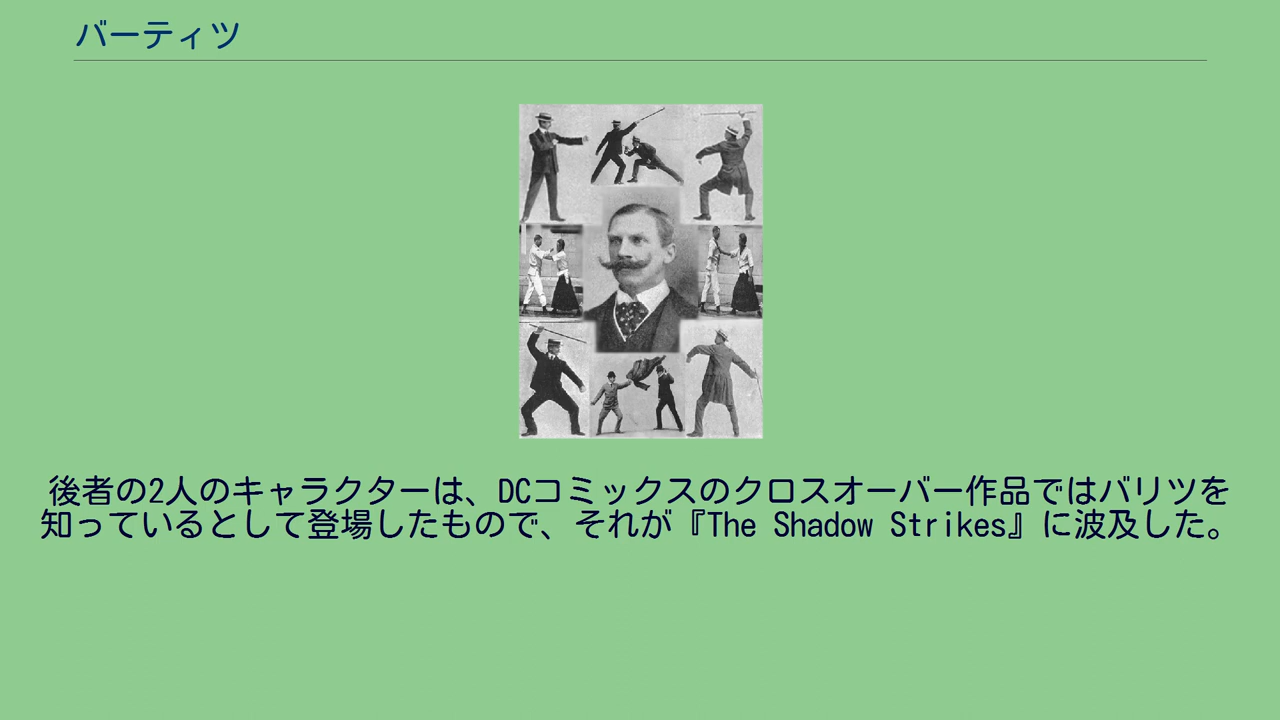 バーティツ
後者の2人のキャラクターは、DCコミックスのクロスオーバー作品ではバリツを
知っているとして登場したもので、それが『The Shadow Strikes』に波及した。